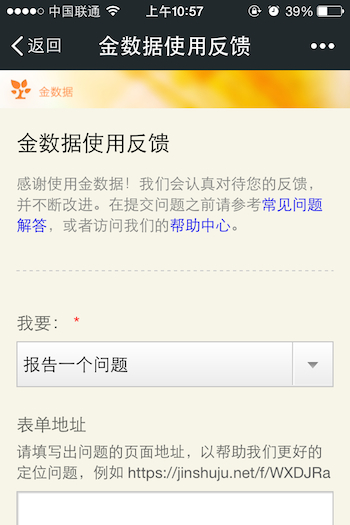 中国联通 上午10:57 39%
返回 金数据使用反馈
金数据
金数据使用反馈
感谢使用金数据！我们会认真对待您的反馈，
并不断改进。在提交问题之前请参考常见问题
解答，或者访问我们的帮助中心。
我要： *
报告一个问题
表单地址
请填写出问题的页面地址，以帮助我们更好的
定位问题，例如 https://jinshuju.net/f/WXDJRa